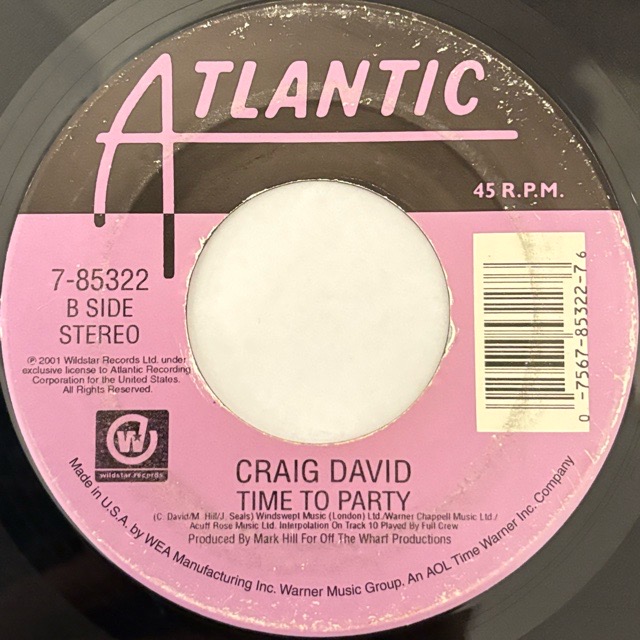 ATLANTIC
45 R.P.M.
7-85322
B SIDE
STEREO
℗ 2001 Wildstar Records Ltd. under
exclusive license to Atlantic Recording
Corporation for the United States.
All Rights Reserved.
W
wildstar.records
0 -7567-85322-7 6
CRAIG DAVID
TIME TO PARTY
(C. David/M. Hill/J. Seals) Windswept Music (London) Ltd./Warner Chappell Music Ltd./
Acuff Rose Music Ltd. Interpolation On Track 10 Played By Full Crew
Produced By Mark Hill For Off The Wharf Productions
Made in U.S.A. by WEA Manufacturing Inc. Warner Music Group, An AOL Time Warner Inc. Company